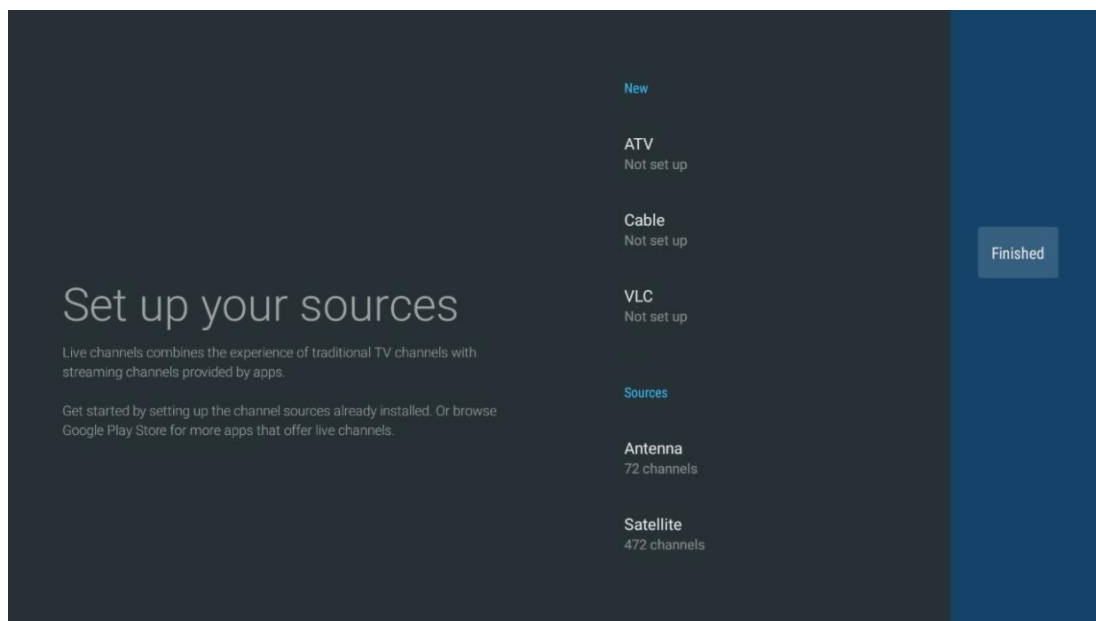 Set up your sources
Live channels combines the experience of traditional TV channels with
streaming channels provided by apps.
Get started by setting up the channel sources already installed. Or browse
Google Play Store for more apps that offer live channels.
New
ATV
Not set up
Cable
Not set up
VLC
Not set up
Sources
Antenna
72 channels
Satellite
472 channels
Finished